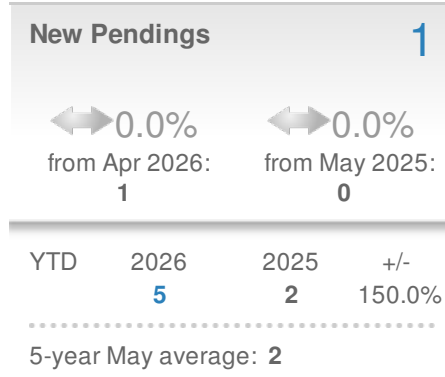 New Pendings 1
0.0% 0.0%
from Apr 2026: from May 2025:
1 0
YTD 2026 2025 +/-
5 2 150.0%
5-year May average: 2